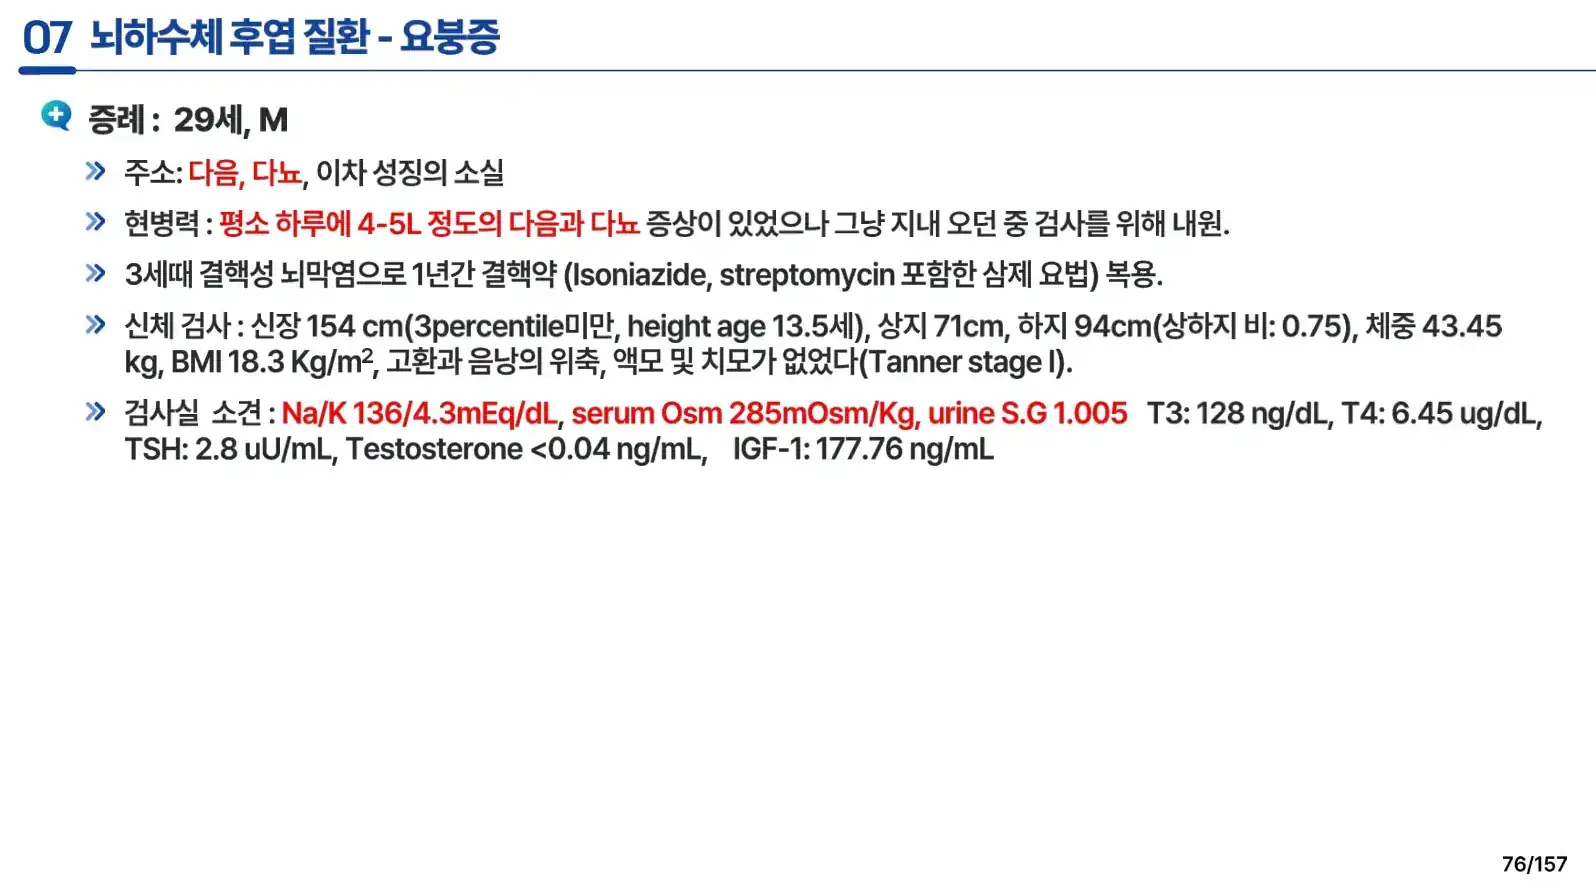 07 뇌하수체 후엽 질환 - 요붕증
증례 : 29세, M
주소: 다음, 다뇨, 이차 성징의 소실
현병력 : 평소 하루에 4-5L 정도의 다음과 다뇨 증상이 있었으나 그냥 지내 오던 중 검사를 위해 내원.
3세때 결핵성 뇌막염으로 1년간 결핵약 (Isoniazide, streptomycin 포함한 삼제 요법) 복용.
신체 검사 : 신장 154 cm(3percentile미만, height age 13.5세), 상지 71cm, 하지 94cm(상하지 비: 0.75), 체중 43.45
kg, BMI 18.3 Kg/m², 고환과 음낭의 위축, 액모 및 치모가 없었다(Tanner stage I).
검사실 소견 : Na/K 136/4.3mEq/dL, serum Osm 285mOsm/Kg, urine S.G 1.005 T3: 128 ng/dL, T4: 6.45 ug/dL,
TSH: 2.8 uU/mL, Testosterone <0.04 ng/mL, IGF-1: 177.76 ng/mL
76/157